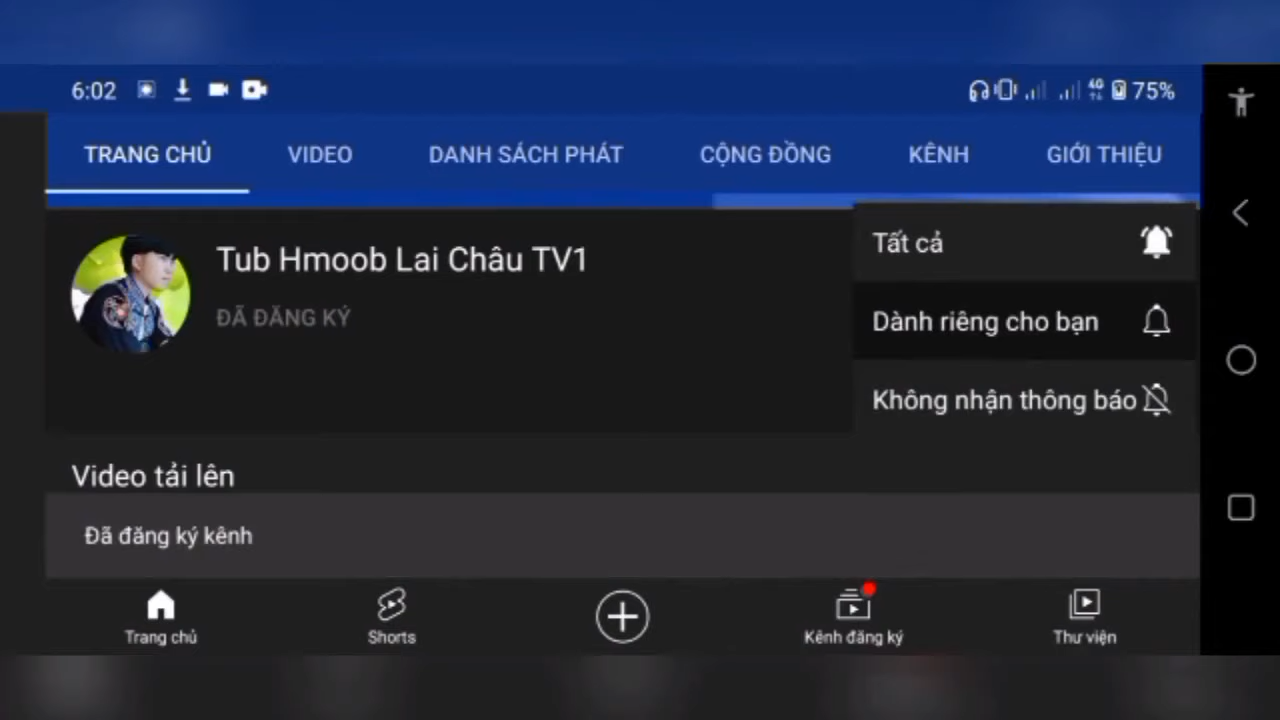 6:02 4G 75%
TRANG CHỦ VIDEO DANH SÁCH PHÁT CỘNG ĐỒNG KÊNH GIỚI THIỆU
Tub Hmoob Lai Châu TV1
ĐÃ ĐĂNG KÝ
Tất cả
Dành riêng cho bạn
Không nhận thông báo
Video tải lên
Đã đăng ký kênh
Trang chủ Shorts Kênh đăng ký Thư viện